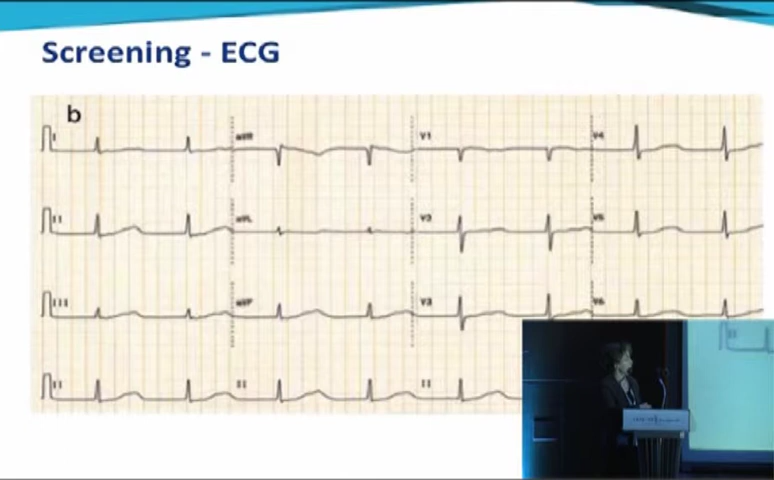 Screening - ECG
b
I
aVR
V1
V4
II
aVL
V2
V5
III
aVF
V3
V6
II
II
II